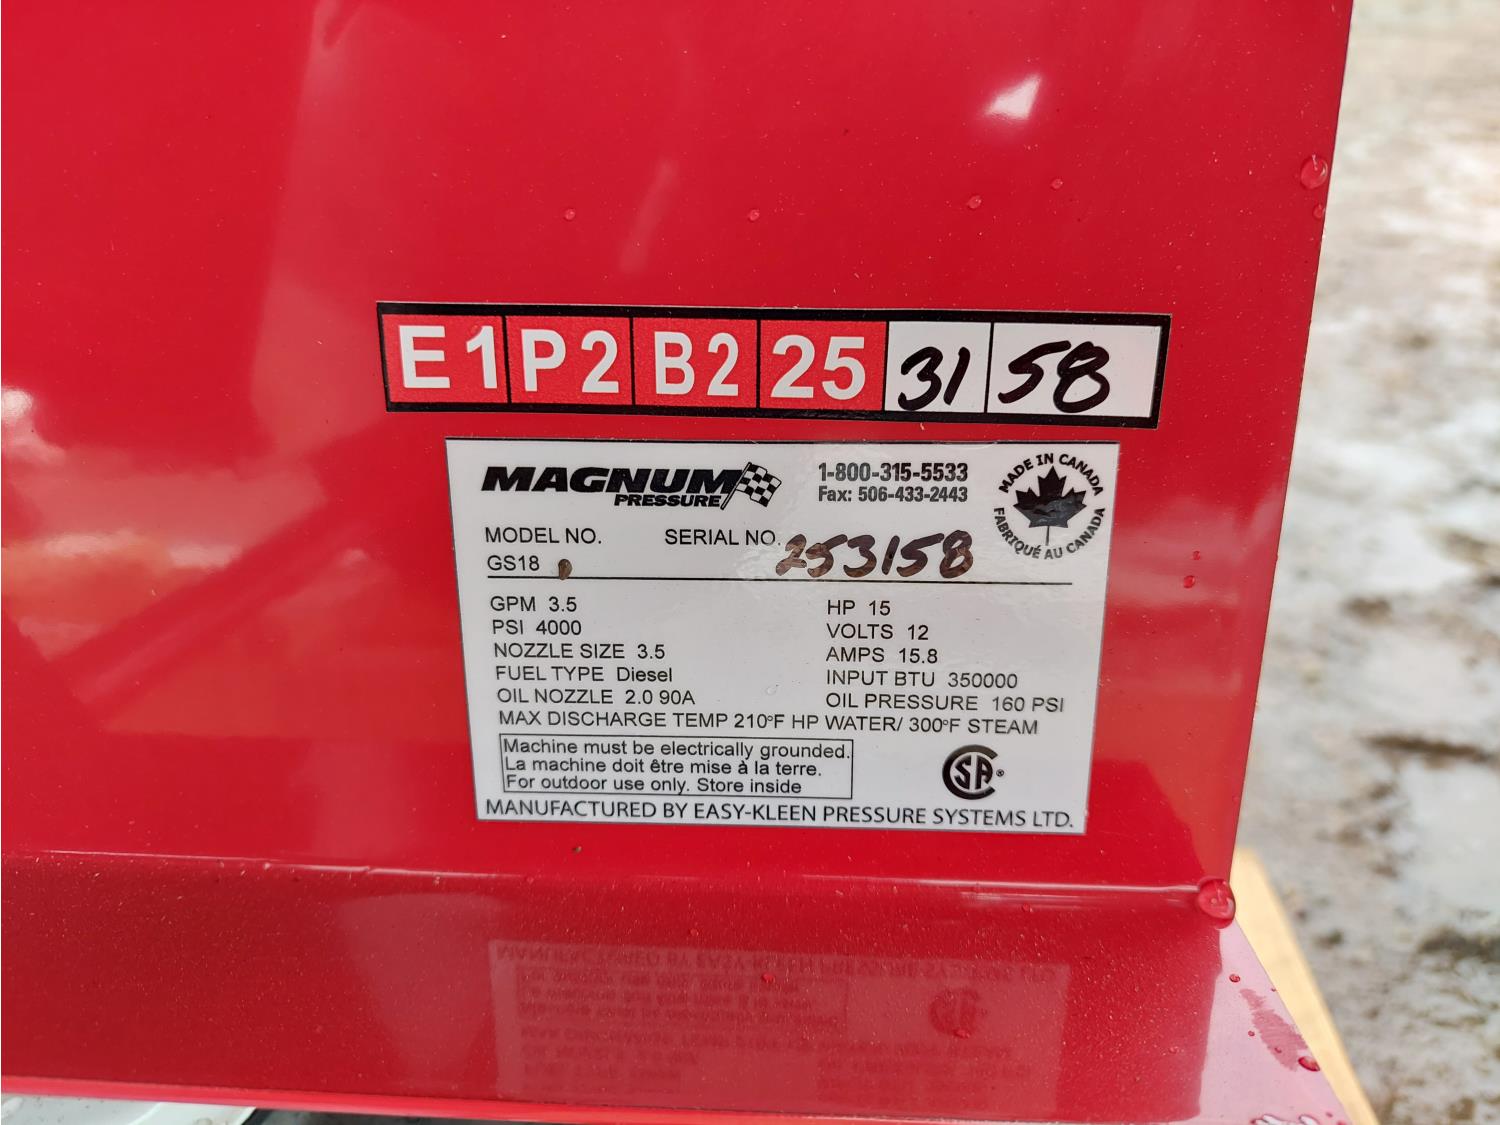 E1 P2 B2 25 31 58
MAGNUM
PRESSURE
1-800-315-5533
Fax: 506-433-2443
MADE IN CANADA
FABRIQUÉ AU CANADA
MODEL NO.
SERIAL NO. 253158
GS18
GPM 3.5
PSI 4000
NOZZLE SIZE 3.5
FUEL TYPE Diesel
OIL NOZZLE 2.0 90A
HP 15
VOLTS 12
AMPS 15.8
INPUT BTU 350000
OIL PRESSURE 160 PSI
MAX DISCHARGE TEMP 210°F HP WATER/ 300°F STEAM
Machine must be electrically grounded.
La machine doit être mise à la terre.
For outdoor use only. Store inside
CSA®
MANUFACTURED BY EASY-KLEEN PRESSURE SYSTEMS LTD.